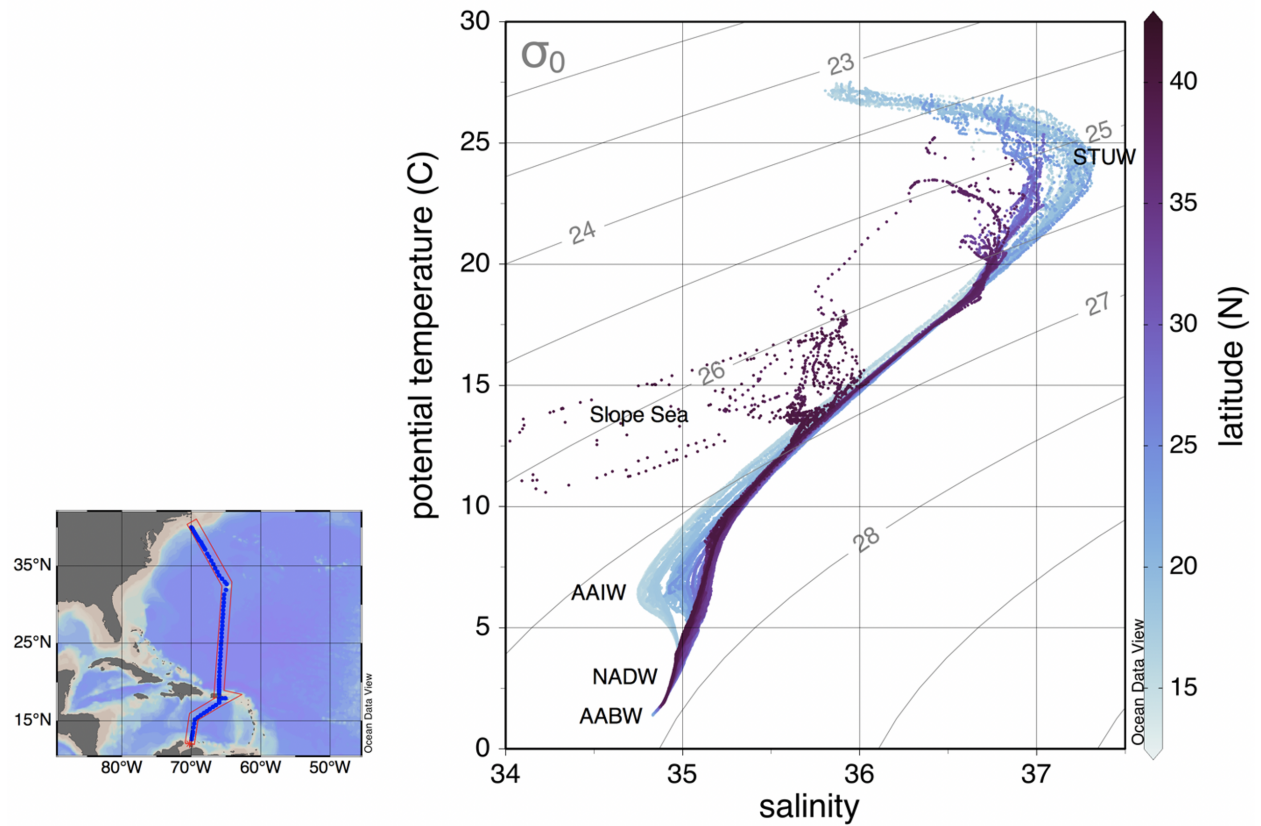 30
25
20
15
10
5
0
34
35
36
37
potential temperature (C)
salinity
σ0
23
24
25
26
27
28
STUW
Slope Sea
AAIW
NADW
AABW
Ocean Data View
40
35
30
25
20
15
latitude (N)
35°N
25°N
15°N
80°W
70°W
60°W
50°W
Ocean Data View